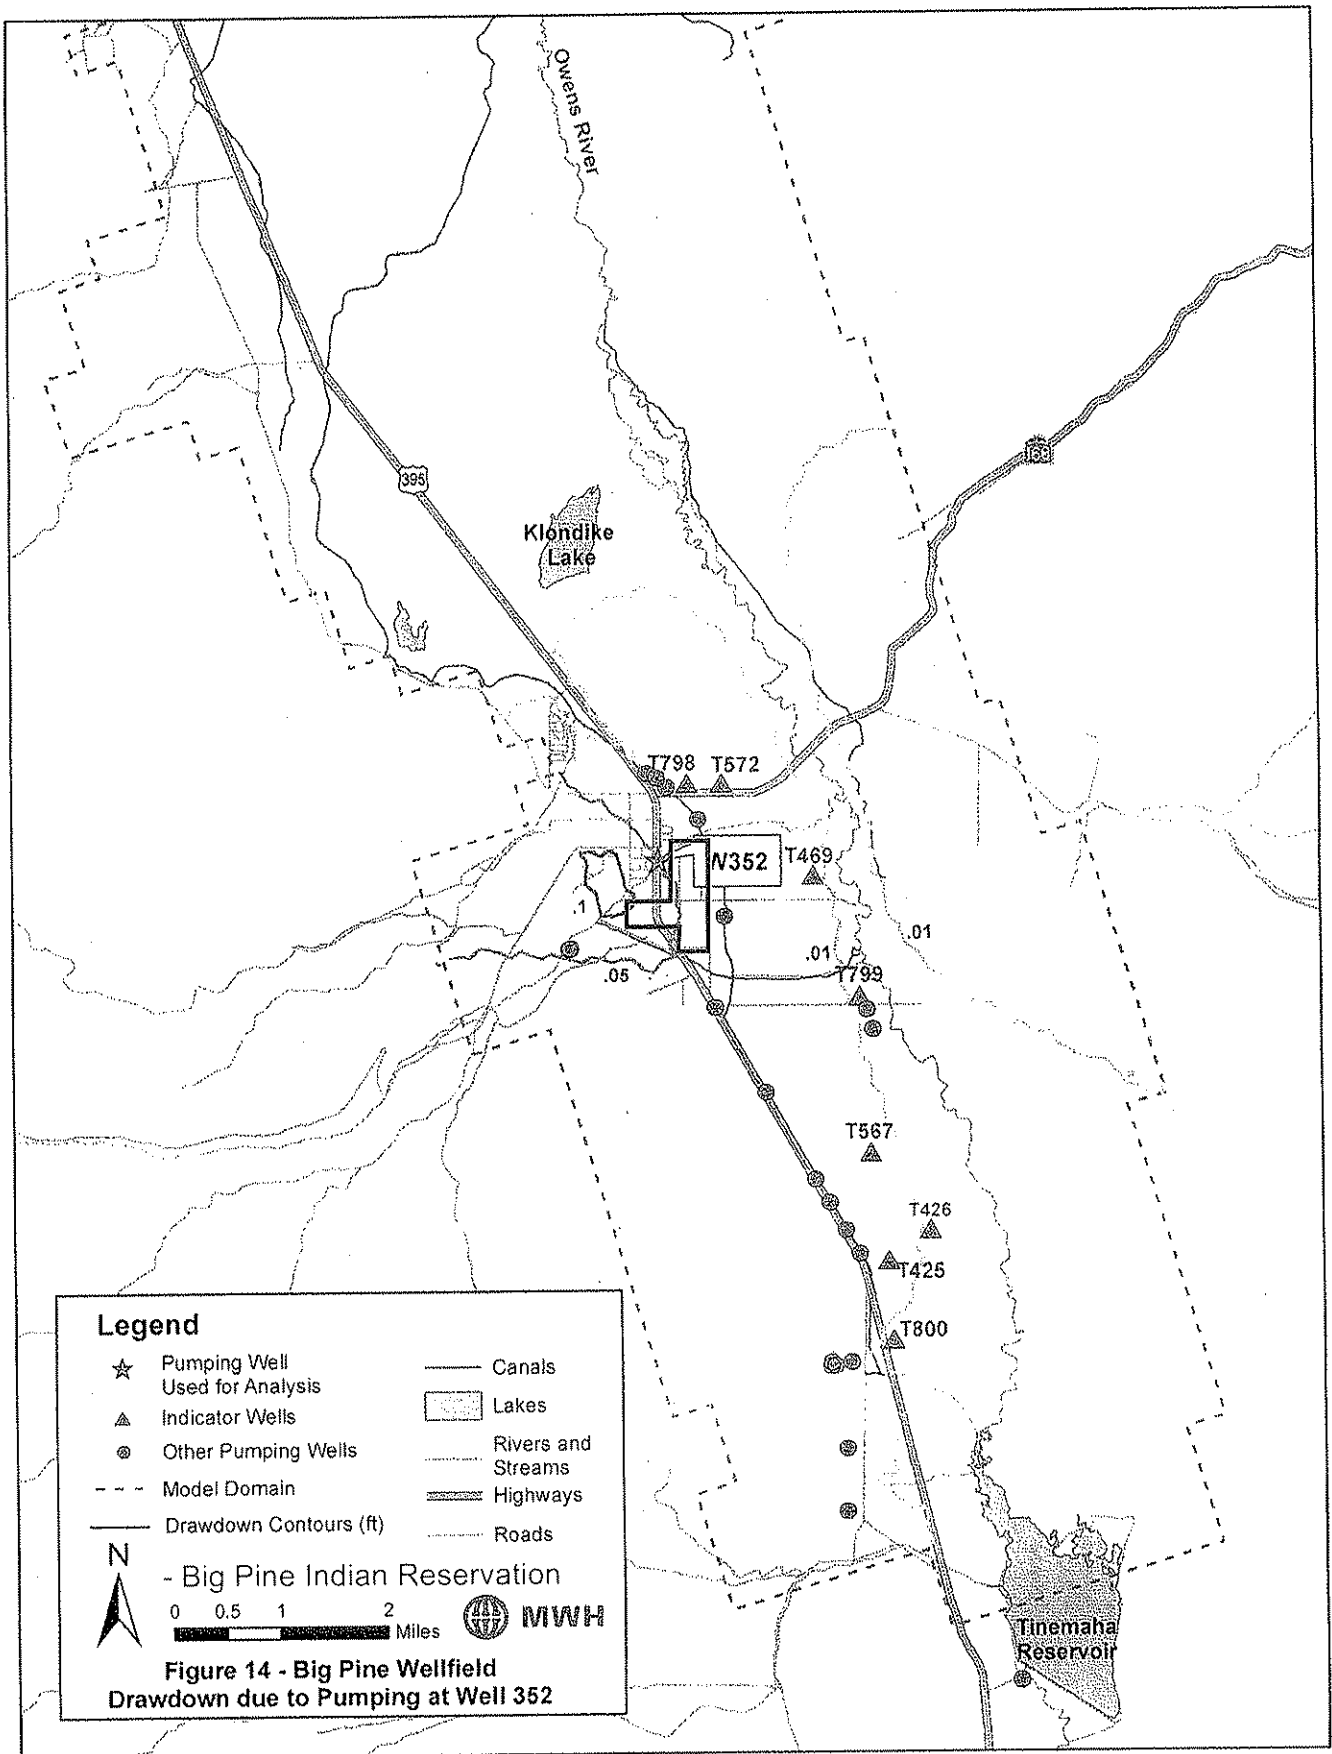 Owens River
395
168
Klondike
Lake
T798
T572
W352
T469
.1
.01
.01
.05
T799
T567
T426
T425
T800
Legend
Pumping Well
Used for Analysis
Indicator Wells
Other Pumping Wells
Model Domain
Drawdown Contours (ft)
Canals
Lakes
Rivers and
Streams
Highways
Roads
N
- Big Pine Indian Reservation
0 0.5 1 2
Miles
MWH
Figure 14 - Big Pine Wellfield
Drawdown due to Pumping at Well 352
Tinemaha
Reservoir